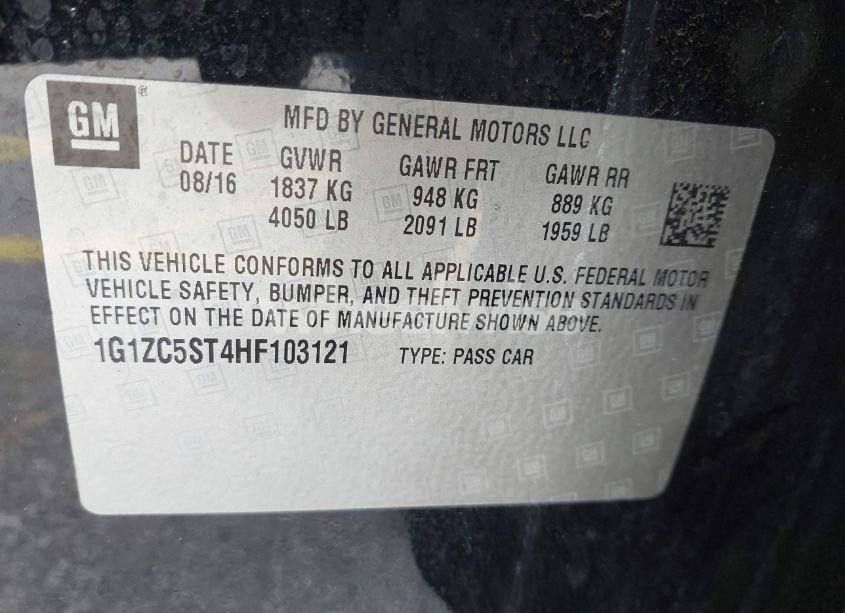 GM®
MFD BY GENERAL MOTORS LLC
DATE GVWR GAWR FRT GAWR RR
08/16 1837 KG 948 KG 889 KG
4050 LB 2091 LB 1959 LB
THIS VEHICLE CONFORMS TO ALL APPLICABLE U.S. FEDERAL MOTOR
VEHICLE SAFETY, BUMPER, AND THEFT PREVENTION STANDARDS IN
EFFECT ON THE DATE OF MANUFACTURE SHOWN ABOVE.
1G1ZC5ST4HF103121 TYPE: PASS CAR